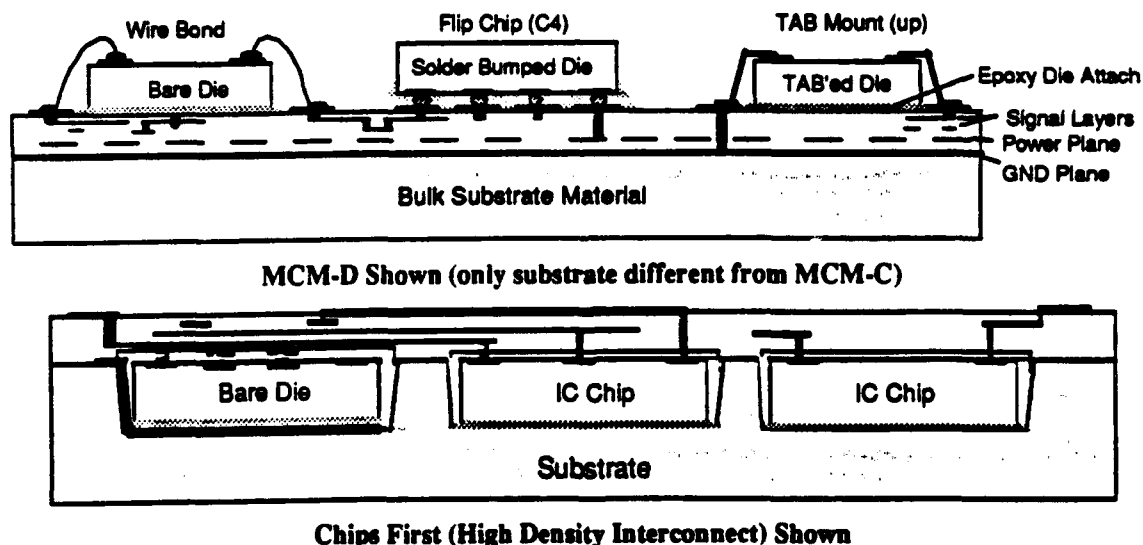 Wire Bond
Flip Chip (C4)
TAB Mount (up)
Bare Die
Solder Bumped Die
TAB'ed Die
Epoxy Die Attach
Signal Layers
Power Plane
GND Plane
Bulk Substrate Material
MCM-D Shown (only substrate different from MCM-C)
Bare Die
IC Chip
IC Chip
Substrate
Chips First (High Density Interconnect) Shown